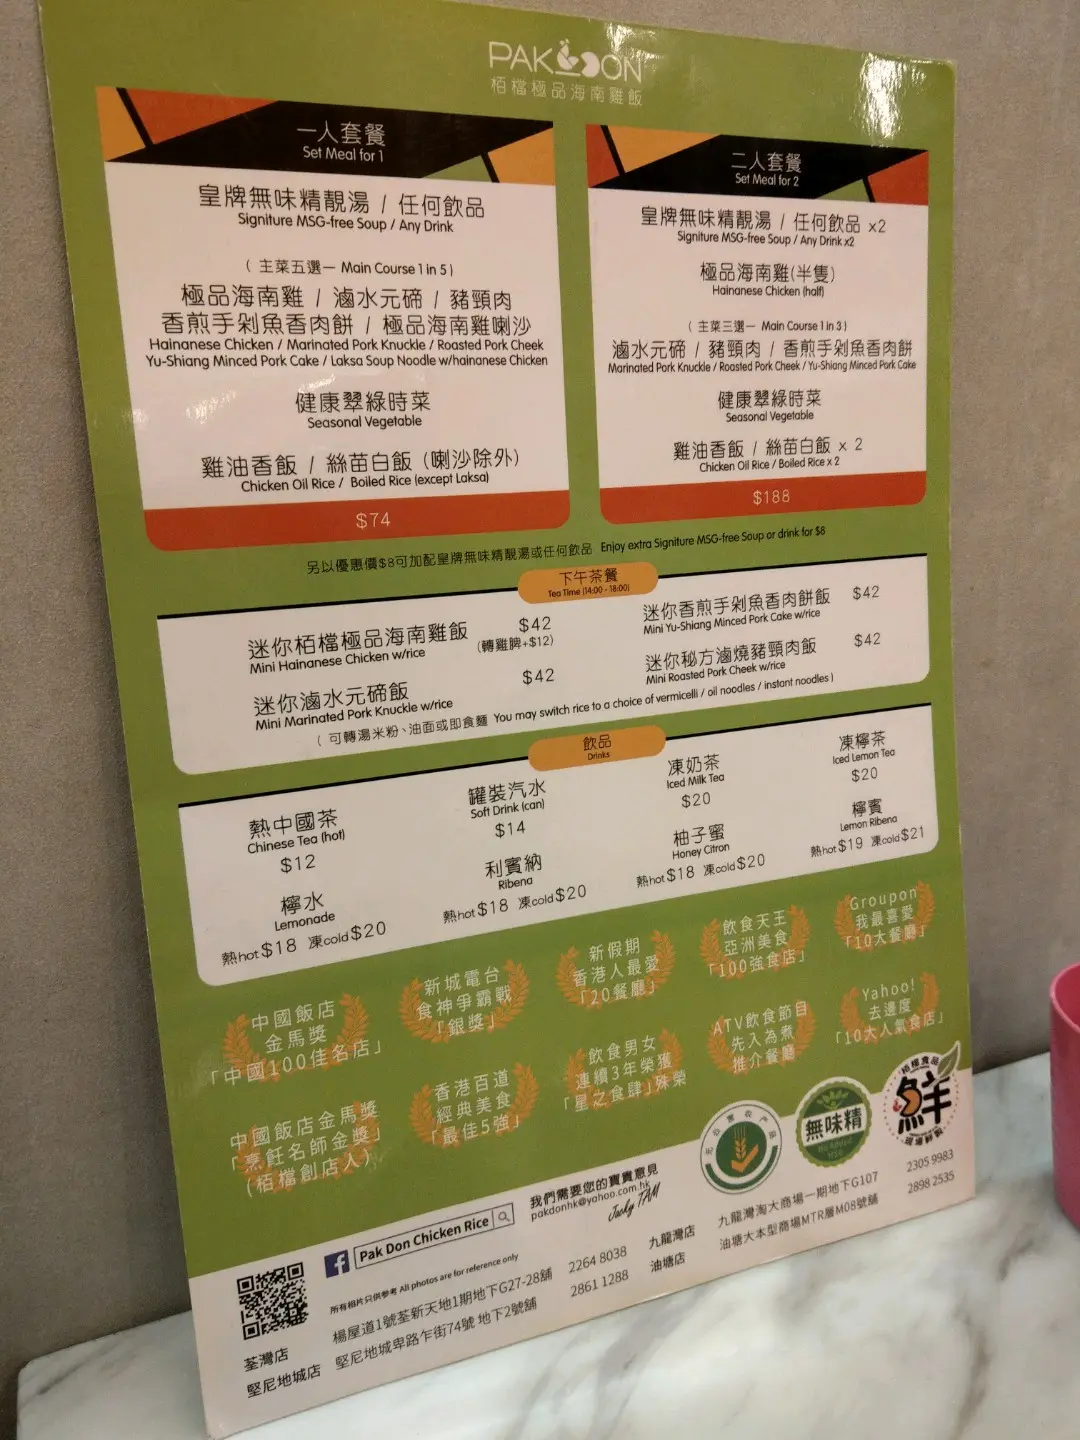 PAK DON
栢檔極品海南雞飯
一人套餐
Set Meal for 1
皇牌無味精靚湯 / 任何飲品
Signiture MSG-free Soup / Any Drink
( 主菜五選一 Main Course 1 in 5 )
極品海南雞 / 滷水元蹄 / 豬頸肉
香煎手剁魚香肉餅 / 極品海南雞喇沙
Hainanese Chicken / Marinated Pork Knuckle / Roasted Pork Cheek
Yu-Shiang Minced Pork Cake / Laksa Soup Noodle w/hainanese Chicken
健康翠綠時菜
Seasonal Vegetable
雞油香飯 / 絲苗白飯 (喇沙除外)
Chicken Oil Rice / Boiled Rice (except Laksa)
$74
二人套餐
Set Meal for 2
皇牌無味精靚湯 / 任何飲品 x2
Signiture MSG-free Soup / Any Drink x2
極品海南雞(半隻)
Hainanese Chicken (half)
( 主菜三選一 Main Course 1 in 3 )
滷水元蹄 / 豬頸肉 / 香煎手剁魚香肉餅
Marinated Pork Knuckle / Roasted Pork Cheek / Yu-Shiang Minced Pork Cake
健康翠綠時菜
Seasonal Vegetable
雞油香飯 / 絲苗白飯 x 2
Chicken Oil Rice / Boiled Rice x 2
$188
另以優惠價$8可加配皇牌無味精靚湯或任何飲品 Enjoy extra Signiture MSG-free Soup or drink for $8
下午茶餐
Tea Time (14:00 - 18:00)
迷你栢檔極品海南雞飯 $42
Mini Hainanese Chicken w/rice (轉雞脾+$12)
迷你滷水元蹄飯 $42
Mini Marinated Pork Knuckle w/rice
迷你香煎手剁魚香肉餅飯 $42
Mini Yu-Shiang Minced Pork Cake w/rice
迷你秘方滷燒豬頸肉飯 $42
Mini Roasted Pork Cheek w/rice
( 可轉湯米粉、油面或即食麵 You may switch rice to a choice of vermicelli / oil noodles / instant noodles )
飲品
Drinks
熱中國茶
Chinese Tea (hot)
$12
罐裝汽水
Soft Drink (can)
$14
凍奶茶
Iced Milk Tea
$20
凍檸茶
Iced Lemon Tea
$20
檸水
Lemonade
熱hot $18 凍cold $20
利賓納
Ribena
熱hot $18 凍cold $20
柚子蜜
Honey Citron
熱hot $18 凍cold $20
檸賓
Lemon Ribena
熱hot $19 凍cold $21
中國飯店
金馬獎
「中國100佳名店」
新城電台
食神爭霸戰
「銀獎」
新假期
香港人最愛
「20餐廳」
飲食天王
亞洲美食
「100強食店」
Groupon
我最喜愛
「10大餐廳」
中國飯店金馬獎
「烹飪名師金獎」
(栢檔創店人)
香港百道
經典美食
「最佳5強」
飲食男女
連續3年榮獲
「星之食肆」殊榮
ATV飲食節目
先入為煮
推介餐廳
Yahoo!
去邊度
「10大人氣食店」
無味精
No Added
MSG
栢檔食品
鮮
Pak Don Chicken Rice
我們需要您的寶貴意見
pakdonhk@yahoo.com.hk
Jacky TAM
所有相片只供參考 All photos are for reference only
荃灣店 楊屋道1號荃新天地1期地下G27-28舖 2264 8038
堅尼地城店 堅尼地城卑路乍街74號 地下2號舖 2861 1288
九龍灣店 九龍灣淘大商場一期地下G107 2305 9983
油塘店 油塘大本型商場MTR層M08號舖 2898 2535